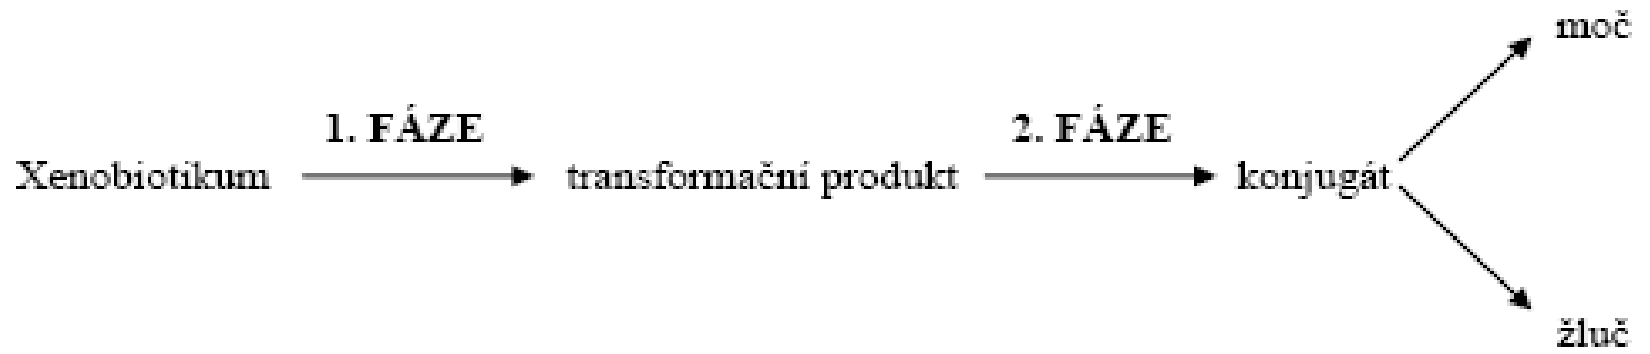 moč
1. FÁZE 2. FÁZE
Xenobiotikum transformační produkt konjugát
žluč